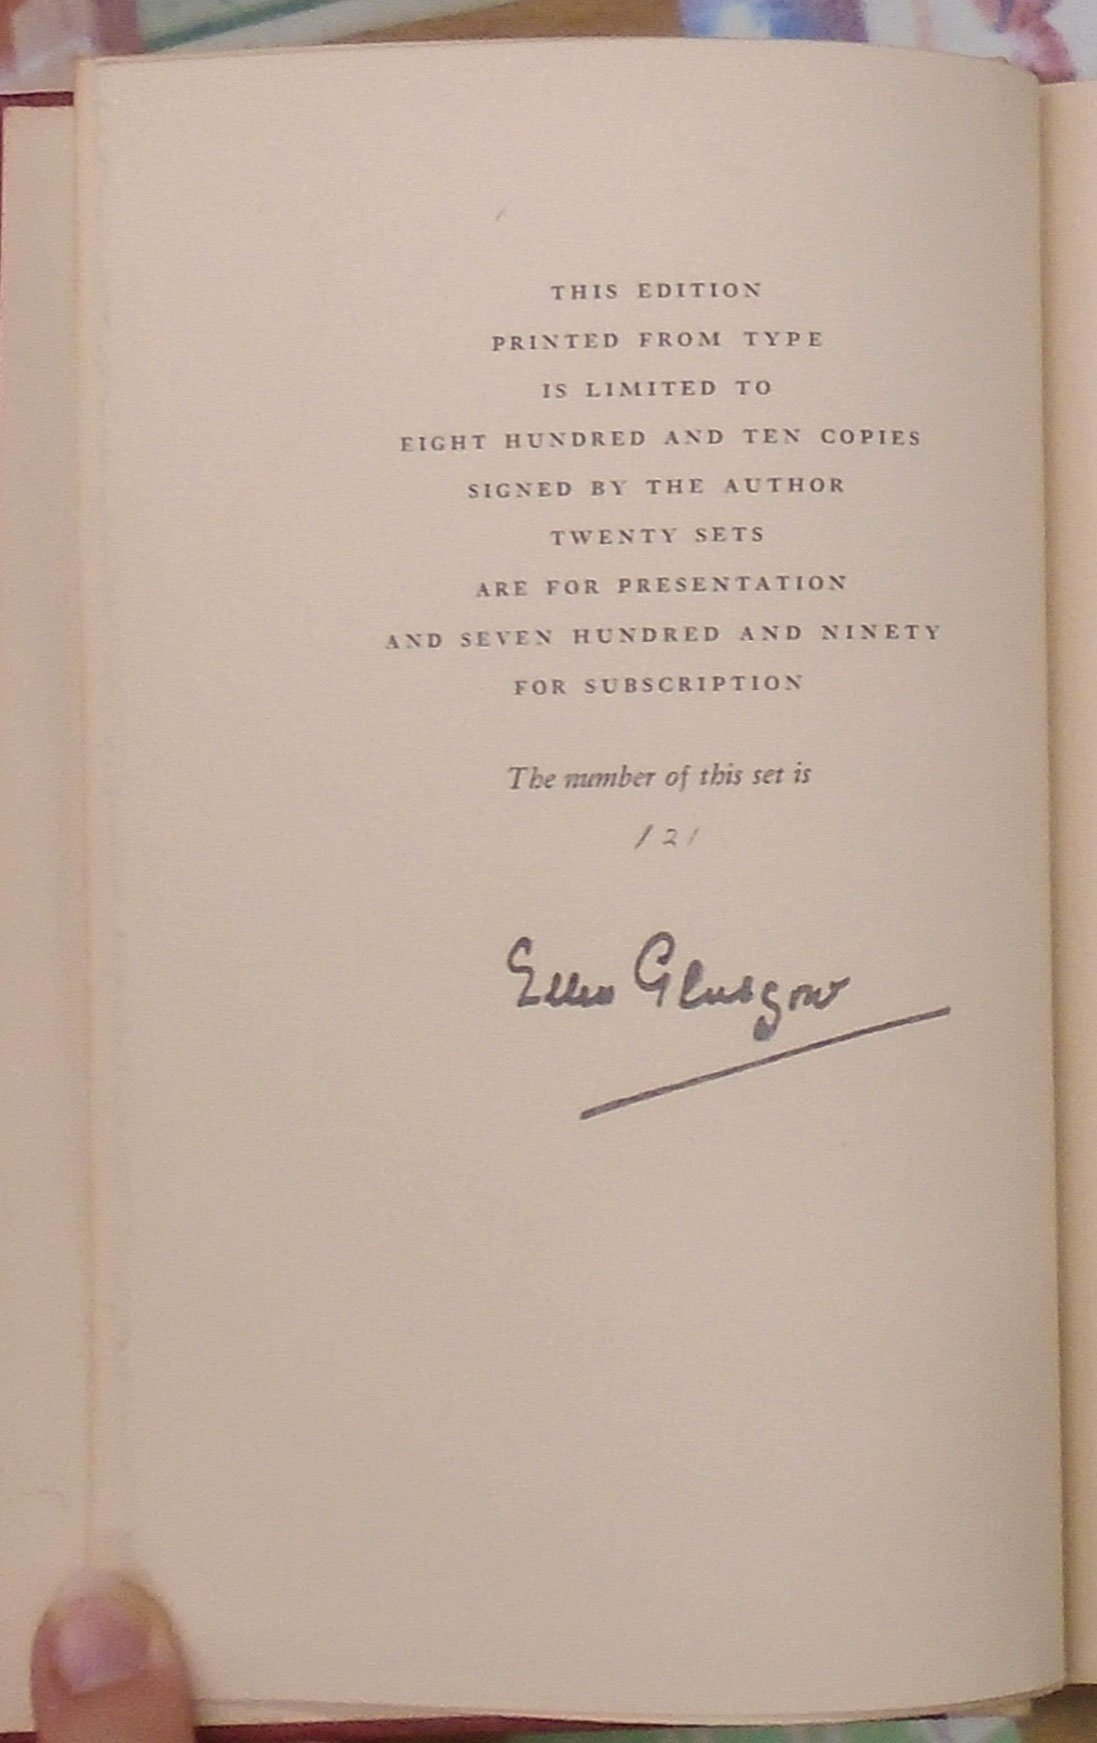 THIS EDITION
PRINTED FROM TYPE
IS LIMITED TO
EIGHT HUNDRED AND TEN COPIES
SIGNED BY THE AUTHOR
TWENTY SETS
ARE FOR PRESENTATION
AND SEVEN HUNDRED AND NINETY
FOR SUBSCRIPTION
The number of this set is
121
Ellen Glasgow